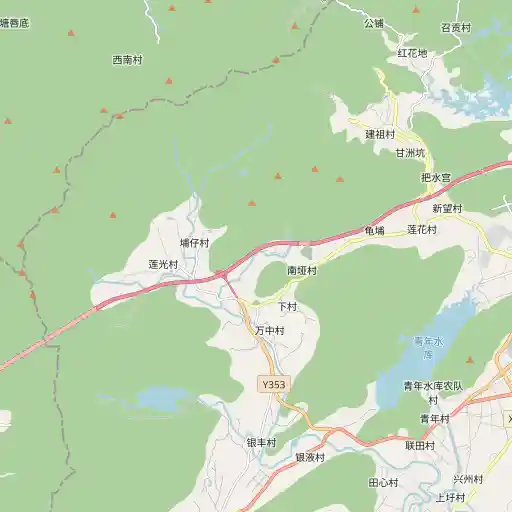 塘唇底
公铺
召贡村
西南村
红花地
建祖村
甘洲坑
把水宫
新望村
龟埔
莲花村
埔仔村
莲光村
南垭村
下村
万中村
青年水
库
Y353
青年水库农队
村
青年村
银丰村
联田村
银液村
田心村
兴州村
上圩村
X